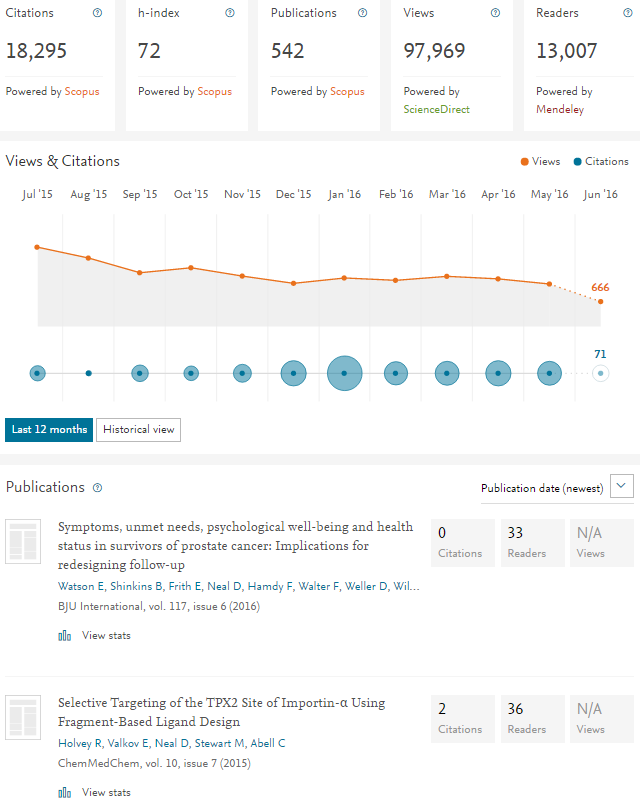 Citations
h-index
Publications
Views
Readers
18,295
72
542
97,969
13,007
Powered by Scopus
Powered by Scopus
Powered by Scopus
Powered by
ScienceDirect
Powered by
Mendeley
Views & Citations
Views
Citations
Jul '15
Aug '15
Sep '15
Oct '15
Nov '15
Dec '15
Jan '16
Feb '16
Mar '16
Apr '16
May '16
Jun '16
666
71
Last 12 months
Historical view
Publications
Publication date (newest)
Symptoms, unmet needs, psychological well-being and health
status in survivors of prostate cancer: Implications for
redesigning follow-up
Watson E, Shinkins B, Frith E, Neal D, Hamdy F, Walter F, Weller D, Wil...
BJU International, vol. 117, issue 6 (2016)
View stats
0
Citations
33
Readers
N/A
Views
Selective Targeting of the TPX2 Site of Importin-α Using
Fragment-Based Ligand Design
Holvey R, Valkov E, Neal D, Stewart M, Abell C
ChemMedChem, vol. 10, issue 7 (2015)
View stats
2
Citations
36
Readers
N/A
Views